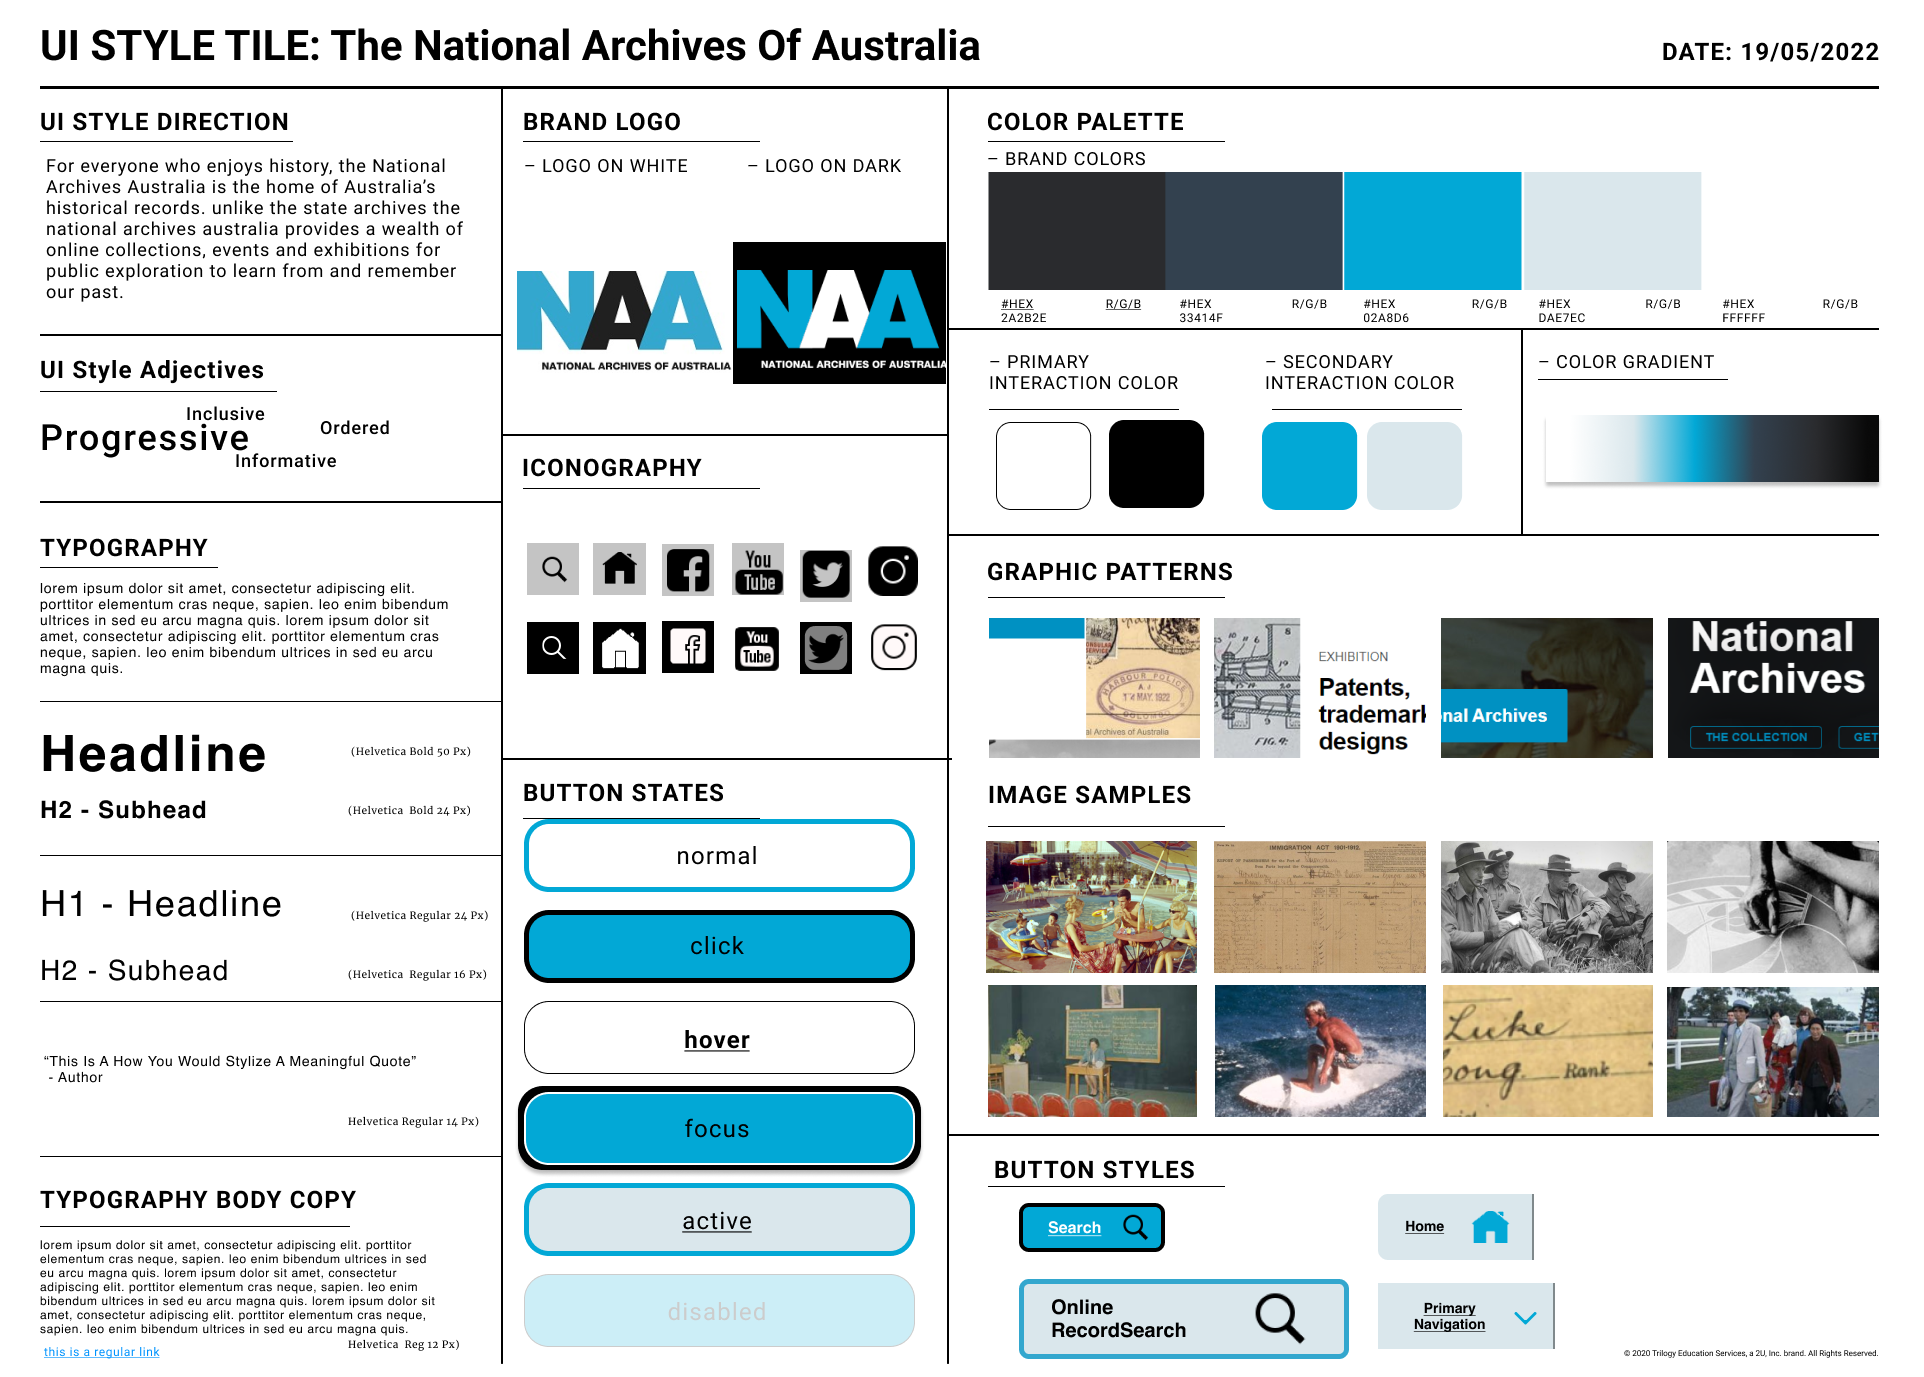 UI STYLE TILE: The National Archives Of Australia
DATE: 19/05/2022
UI STYLE DIRECTION
For everyone who enjoys history, the National
Archives Australia is the home of Australia's
historical records. unlike the state archives the
national archives australia provides a wealth of
online collections, events and exhibitions for
public exploration to learn from and remember
our past.
UI Style Adjectives
Inclusive
Progressive
Ordered
Informative
TYPOGRAPHY
lorem ipsum dolor sit amet, consectetur adipiscing elit.
porttitor elementum cras neque, sapien. leo enim bibendum
ultrices in sed eu arcu magna quis. lorem ipsum dolor sit
amet, consectetur adipiscing elit. porttitor elementum cras
neque, sapien. leo enim bibendum ultrices in sed eu arcu
magna quis.
Headline
(Helvetica Bold 50 Px)
H2 - Subhead
(Helvetica Bold 24 Px)
H1 - Headline
(Helvetica Regular 24 Px)
H2 - Subhead
(Helvetica Regular 16 Px)
“This Is A How You Would Stylize A Meaningful Quote”
- Author
Helvetica Regular 14 Px)
TYPOGRAPHY BODY COPY
lorem ipsum dolor sit amet, consectetur adipiscing elit. porttitor
elementum cras neque, sapien. leo enim bibendum ultrices in sed
eu arcu magna quis. lorem ipsum dolor sit amet, consectetur
adipiscing elit. porttitor elementum cras neque, sapien. leo enim
bibendum ultrices in sed eu arcu magna quis. lorem ipsum dolor sit
amet, consectetur adipiscing elit. porttitor elementum cras neque,
sapien. leo enim bibendum ultrices in sed eu arcu magna quis.
Helvetica Reg 12 Px)
this is a regular link
BRAND LOGO
– LOGO ON WHITE
– LOGO ON DARK
NAA
NATIONAL ARCHIVES OF AUSTRALIA
NAA
NATIONAL ARCHIVES OF AUSTRALIA
ICONOGRAPHY
You
Tube
You
Tube
BUTTON STATES
normal
click
hover
focus
active
disabled
COLOR PALETTE
– BRAND COLORS
#HEX R/G/B
2A2B2E
#HEX R/G/B
33414F
#HEX R/G/B
02A8D6
#HEX R/G/B
DAE7EC
#HEX R/G/B
FFFFFF
– PRIMARY
INTERACTION COLOR
– SECONDARY
INTERACTION COLOR
– COLOR GRADIENT
GRAPHIC PATTERNS
HARBOUR POLICE
MAY. 1922
COLOMBO
al Archives of Australia
FIG. 4:
EXHIBITION
Patents,
trademark
designs
nal Archives
National
Archives
THE COLLECTION
GET
IMAGE SAMPLES
IMMIGRATION ACT 1901-1912.
Luke
oong
Rank
BUTTON STYLES
Search
Home
Online
RecordSearch
Primary
Navigation
© 2020 Trilogy Education Services, a 2U, Inc. brand. All Rights Reserved.